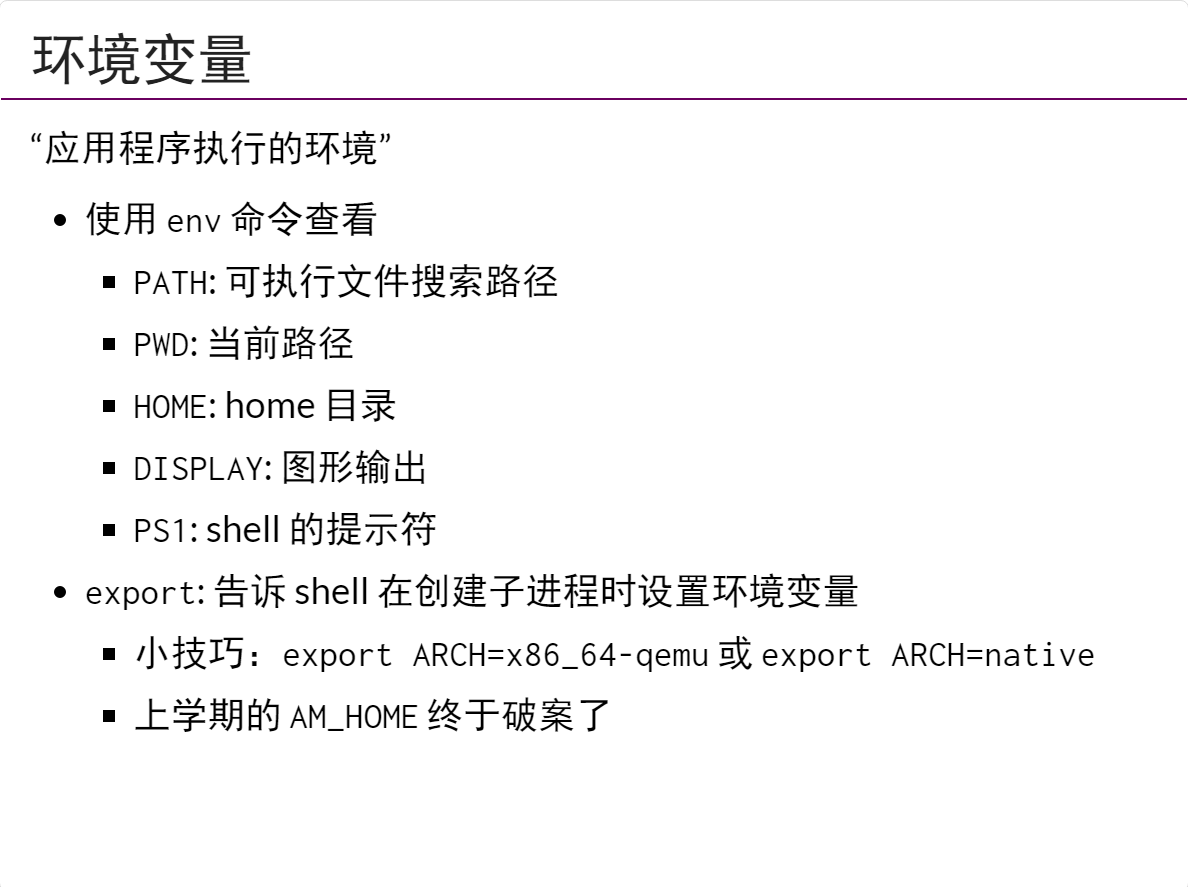 环境变量
“应用程序执行的环境”
使用 env 命令查看
PATH: 可执行文件搜索路径
PWD: 当前路径
HOME: home 目录
DISPLAY: 图形输出
PS1: shell 的提示符
export: 告诉 shell 在创建子进程时设置环境变量
小技巧：export ARCH=x86_64-qemu 或 export ARCH=native
上学期的 AM_HOME 终于破案了